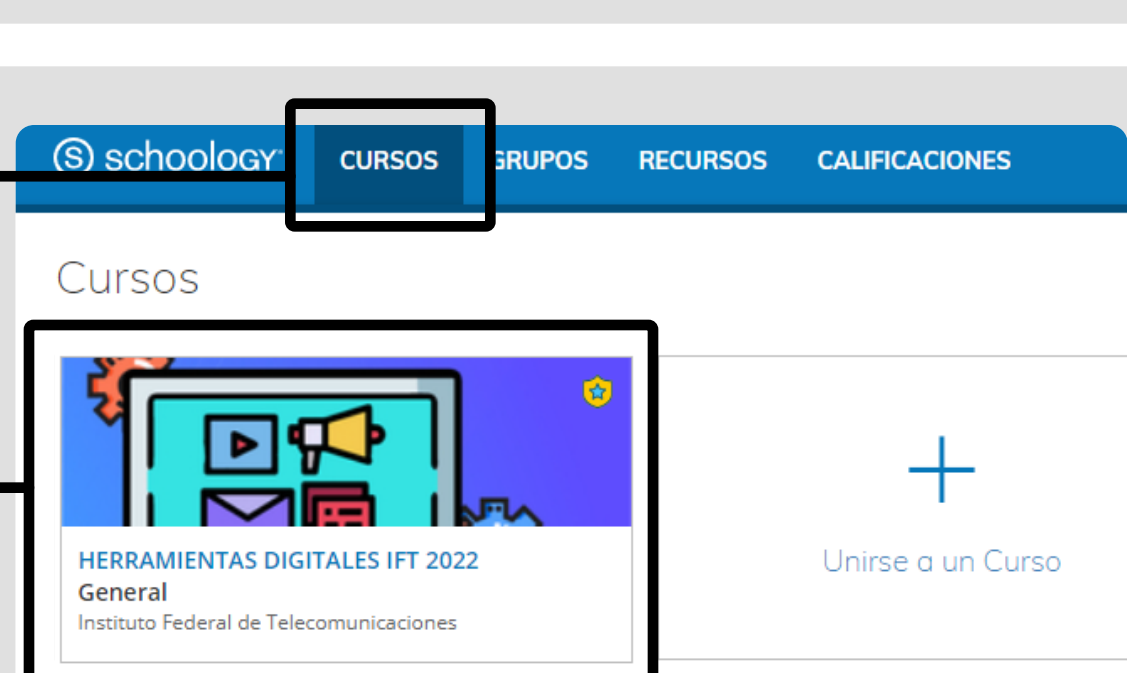 schoology CURSOS GRUPOS RECURSOS CALIFICACIONES
Cursos
HERRAMIENTAS DIGITALES IFT 2022
General
Instituto Federal de Telecomunicaciones
Unirse a un Curso